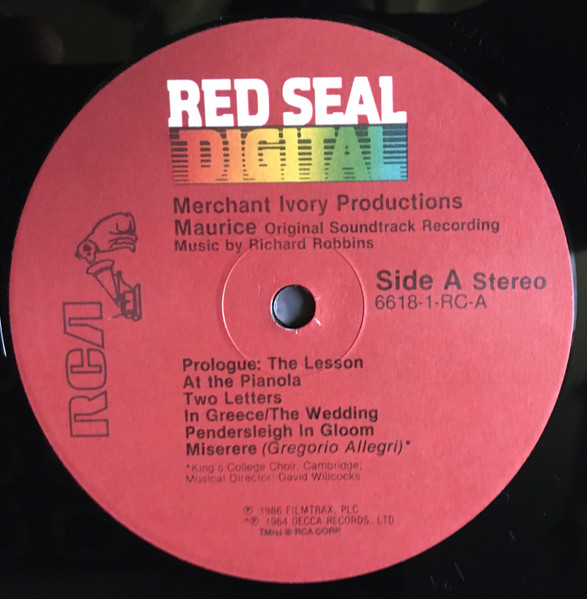 RED SEAL
DIGITAL
Merchant Ivory Productions
Maurice Original Soundtrack Recording
Music by Richard Robbins
Side A Stereo
6618-1-RC-A
RCA
Prologue: The Lesson
At the Pianola
Two Letters
In Greece/The Wedding
Pendersleigh In Gloom
Miserere (Gregorio Allegri)*
*King's College Choir, Cambridge,
Musical Director: David Willcocks
℗ 1986 FILMTRAX, PLC
*℗ 1964 DECCA RECORDS, LTD.
TM(s) ® RCA CORP.